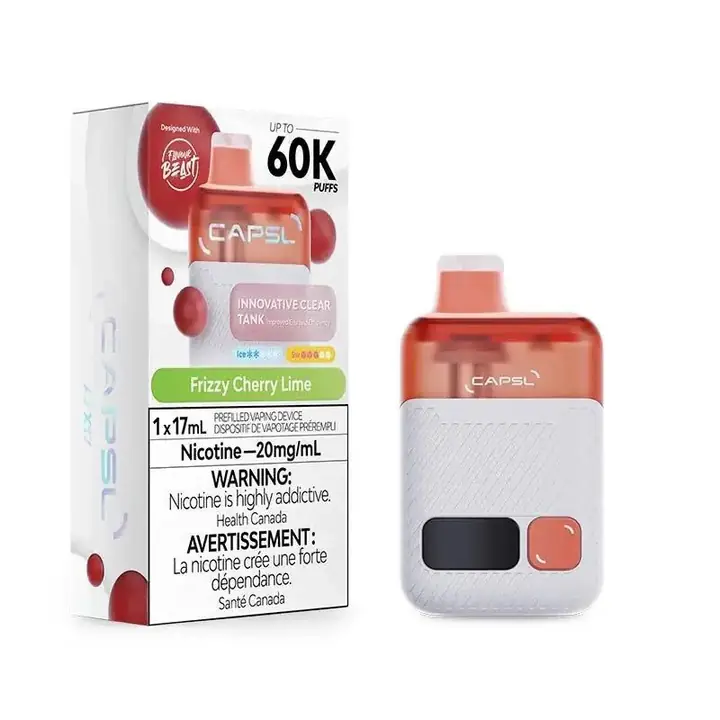 Designed With
FLAVOUR
BEAST
UP TO
60K
PUFFS
CAPSL
INNOVATIVE CLEAR
TANK
Ice
Frizzy Cherry Lime
1 x 17mL
PREFILLED VAPING DEVICE
DISPOSITIF DE VAPOTAGE PRÉREMPLI
Nicotine—20mg/mL
WARNING:
Nicotine is highly addictive.
Health Canada
AVERTISSEMENT:
La nicotine crée une forte
dépendance.
Santé Canada
CAPSL
CAPSL